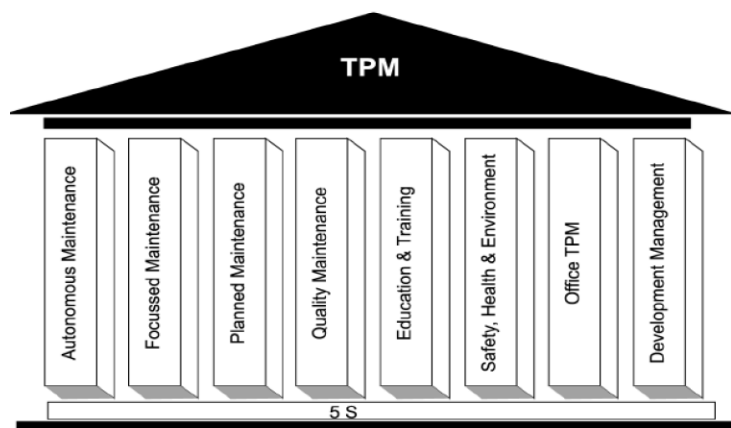 TPM
Autonomous Maintenance
Focussed Maintenance
Planned Maintenance
Quality Maintenance
Education & Training
Safety, Health & Environment
Office TPM
Development Management
5 S